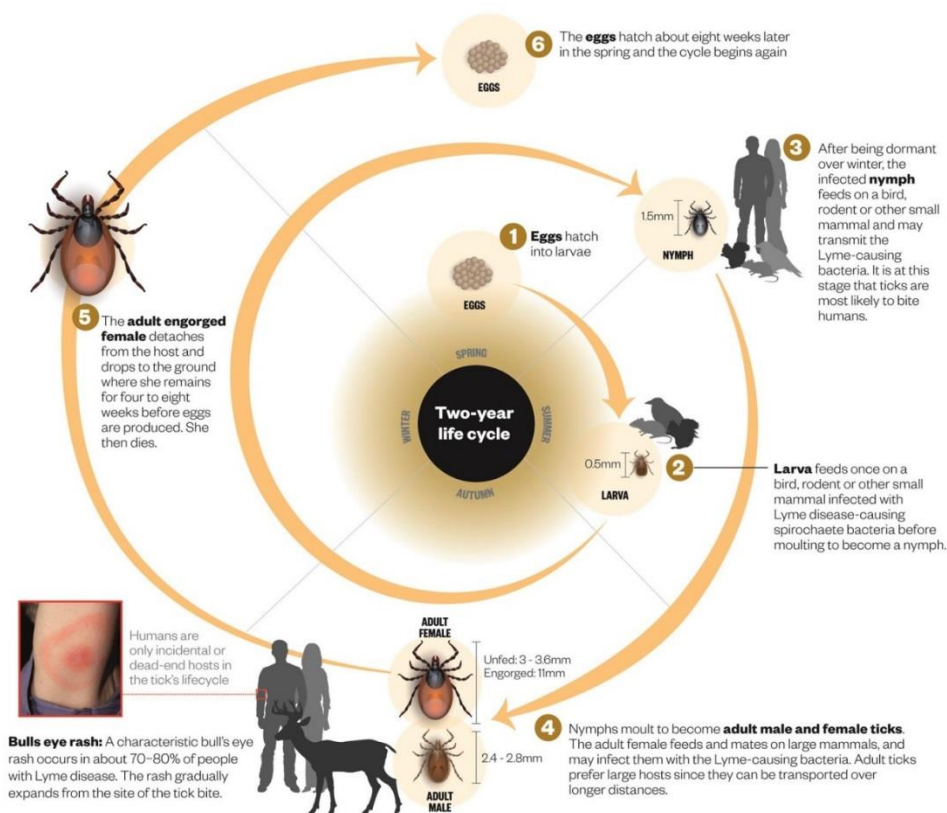 6
The eggs hatch about eight weeks later
in the spring and the cycle begins again
EGGS
3
After being dormant
over winter, the
infected nymph
feeds on a bird,
rodent or other small
mammal and may
transmit the
Lyme-causing
bacteria. It is at this
stage that ticks are
most likely to bite
humans.
1.5mm
NYMPH
1
Eggs hatch
into larvae
EGGS
5
The adult engorged
female detaches
from the host and
drops to the ground
where she remains
for four to eight
weeks before eggs
are produced. She
then dies.
SPRING
SUMMER
AUTUMN
WINTER
Two-year
life cycle
0.5mm
LARVA
2
Larva feeds once on a
bird, rodent or other small
mammal infected with
Lyme disease-causing
spirochaete bacteria before
moulting to become a nymph.
Humans are
only incidental or
dead-end hosts in
the tick's lifecycle
Bulls eye rash: A characteristic bull's eye
rash occurs in about 70–80% of people
with Lyme disease. The rash gradually
expands from the site of the tick bite.
ADULT
FEMALE
Unfed: 3 - 3.6mm
Engorged: 11mm
2.4 - 2.8mm
ADULT
MALE
4
Nymphs moult to become adult male and female ticks.
The adult female feeds and mates on large mammals, and
may infect them with the Lyme-causing bacteria. Adult ticks
prefer large hosts since they can be transported over
longer distances.